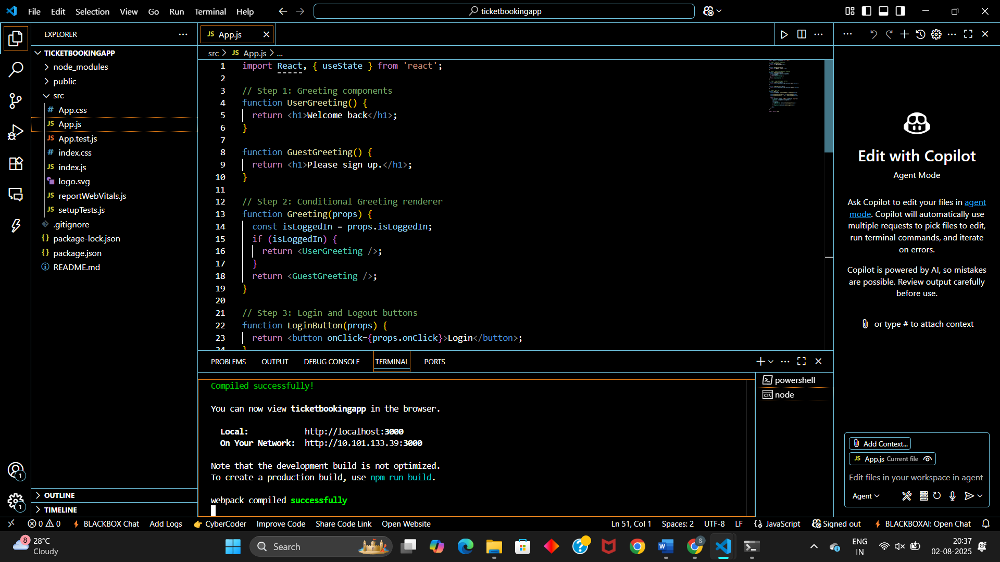 File Edit Selection View Go Run Terminal Help
ticketbookingapp
EXPLORER
TICKETBOOKINGAPP
node_modules
public
src
# App.css
JS App.js
JS App.test.js
# index.css
JS index.js
logo.svg
JS reportWebVitals.js
JS setupTests.js
.gitignore
{} package-lock.json
{} package.json
README.md
OUTLINE
TIMELINE
JS App.js
src > JS App.js > ...
1 import React, { useState } from 'react';
2
3 // Step 1: Greeting components
4 function UserGreeting() {
5 return <h1>Welcome back</h1>;
6 }
7
8 function GuestGreeting() {
9 return <h1>Please sign up.</h1>;
10 }
11
12 // Step 2: Conditional Greeting renderer
13 function Greeting(props) {
14 const isLoggedIn = props.isLoggedIn;
15 if (isLoggedIn) {
16 return <UserGreeting />;
17 }
18 return <GuestGreeting />;
19 }
20
21 // Step 3: Login and Logout buttons
22 function LoginButton(props) {
23 return <button onClick={props.onClick}>Login</button>;
24 }
PROBLEMS OUTPUT DEBUG CONSOLE TERMINAL PORTS
Compiled successfully!
You can now view ticketbookingapp in the browser.
Local: http://localhost:3000
On Your Network: http://10.101.133.39:3000
Note that the development build is not optimized.
To create a production build, use npm run build.
webpack compiled successfully
powershell
node
Edit with Copilot
Agent Mode
Ask Copilot to edit your files in agent
mode. Copilot will automatically use
multiple requests to pick files to edit,
run terminal commands, and iterate
on errors.
Copilot is powered by AI, so mistakes
are possible. Review output carefully
before use.
or type # to attach context
Add Context...
JS App.js Current file
Edit files in your workspace in agent
Agent
1
1
0 0 BLACKBOX Chat Add Logs CyberCoder Improve Code Share Code Link Open Website
Ln 51, Col 1 Spaces: 2 UTF-8 LF {} JavaScript Signed out BLACKBOXAI: Open Chat
8
28°C
Cloudy
Search
S
ENG
IN
20:37
02-08-2025